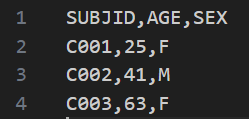 1 SUBJID,AGE,SEX
2 C001,25,F
3 C002,41,M
4 C003,63,F